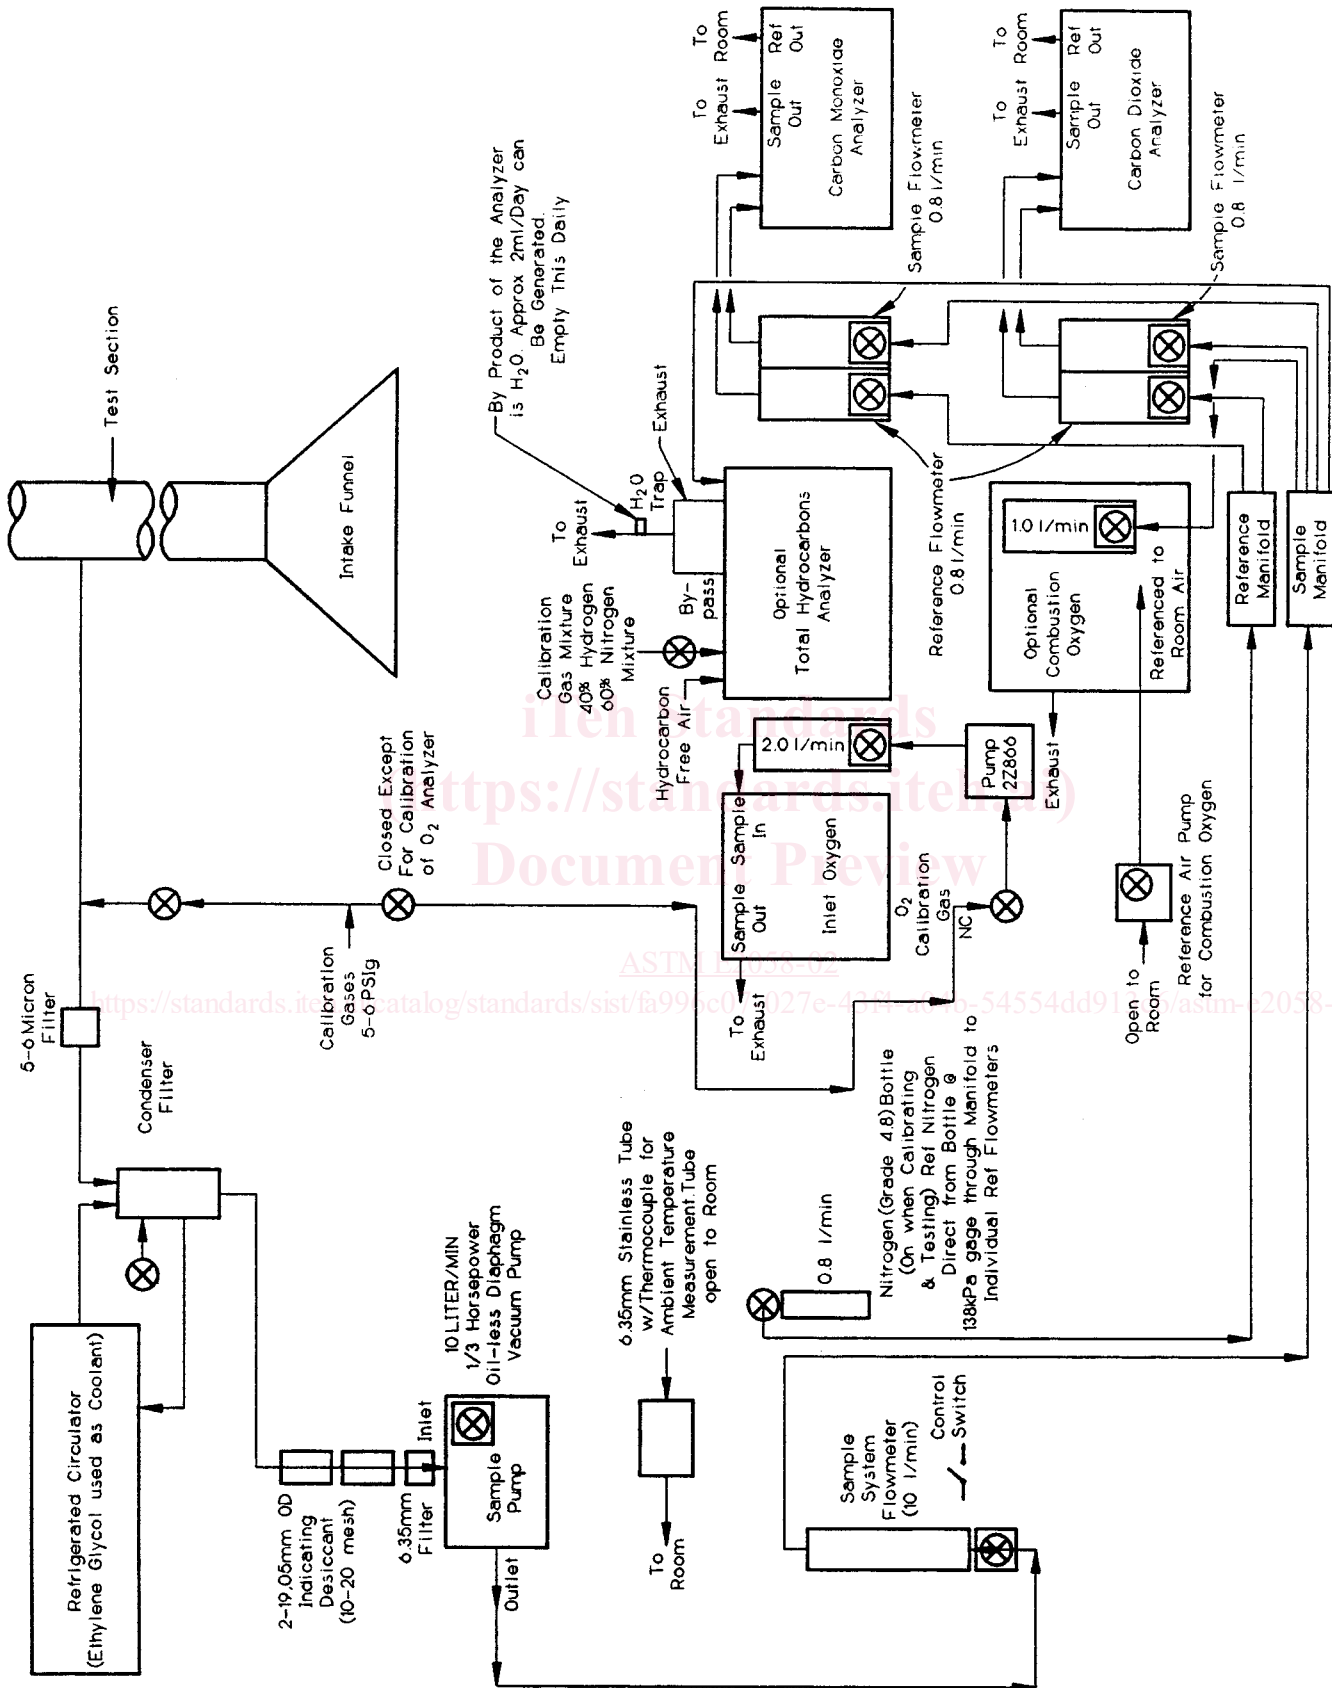 Refrigerated Circulator
(Ethylene Glycol used as Coolant)
Condenser
Filter
5-6 Micron
Filter
Test Section
Intake Funnel
Calibration
Gases
5-6 PSIg
Closed Except
For Calibration
of O2 Analyzer
2-19.05mm OD
Indicating
Desiccant
(10-20 mesh)
6.35mm
Filter
Inlet
10 LITER/MIN
1/3 Horsepower
Oil-less Diaphagm
Vacuum Pump
Sample
Pump
Outlet
6.35mm Stainless Tube
w/Thermocouple for
Ambient Temperature
Measurement.Tube
open to Room
To
Room
To
Exhaust
Sample
Out
Sample
In
Inlet Oxygen
2.0 l/min
O2
Calibration
Gas
NC
Pump
2Z866
Hydrocarbon
Free Air
Calibration
Gas Mixture
40% Hydrogen
60% Nitrogen
Mixture
By-
pass
To
Exhaust
H2O
Trap
Exhaust
By Product of the Analyzer
is H2O. Approx 2ml/Day can
Be Generated.
Empty This Daily
Optional
Total Hydrocarbons
Analyzer
To
Exhaust
To
Room
Sample
Out
Ref
Out
Carbon Monoxide
Analyzer
Sample Flowmeter
0.8 l/min
Reference Flowmeter
0.8 l/min
To
Exhaust
To
Room
Sample
Out
Ref
Out
Carbon Dioxide
Analyzer
Sample Flowmeter
0.8 l/min
1.0 l/min
Optional
Combustion
Oxygen
Referenced to
Room Air
Exhaust
Open to
Room
Reference Air Pump
for Combustion Oxygen
Reference
Manifold
Sample
Manifold
0.8 l/min
Nitrogen (Grade 4.8) Bottle
(On when Calibrating
& Testing) Ref Nitrogen
Direct from Bottle @
138kPa gage through Manifold to
Individual Ref Flowmeters
Sample
System
Flowmeter
(10 l/min)
Control
Switch
iTeh Standards
(https://standards.iteh.ai)
Document Preview
ASTM E2058-02